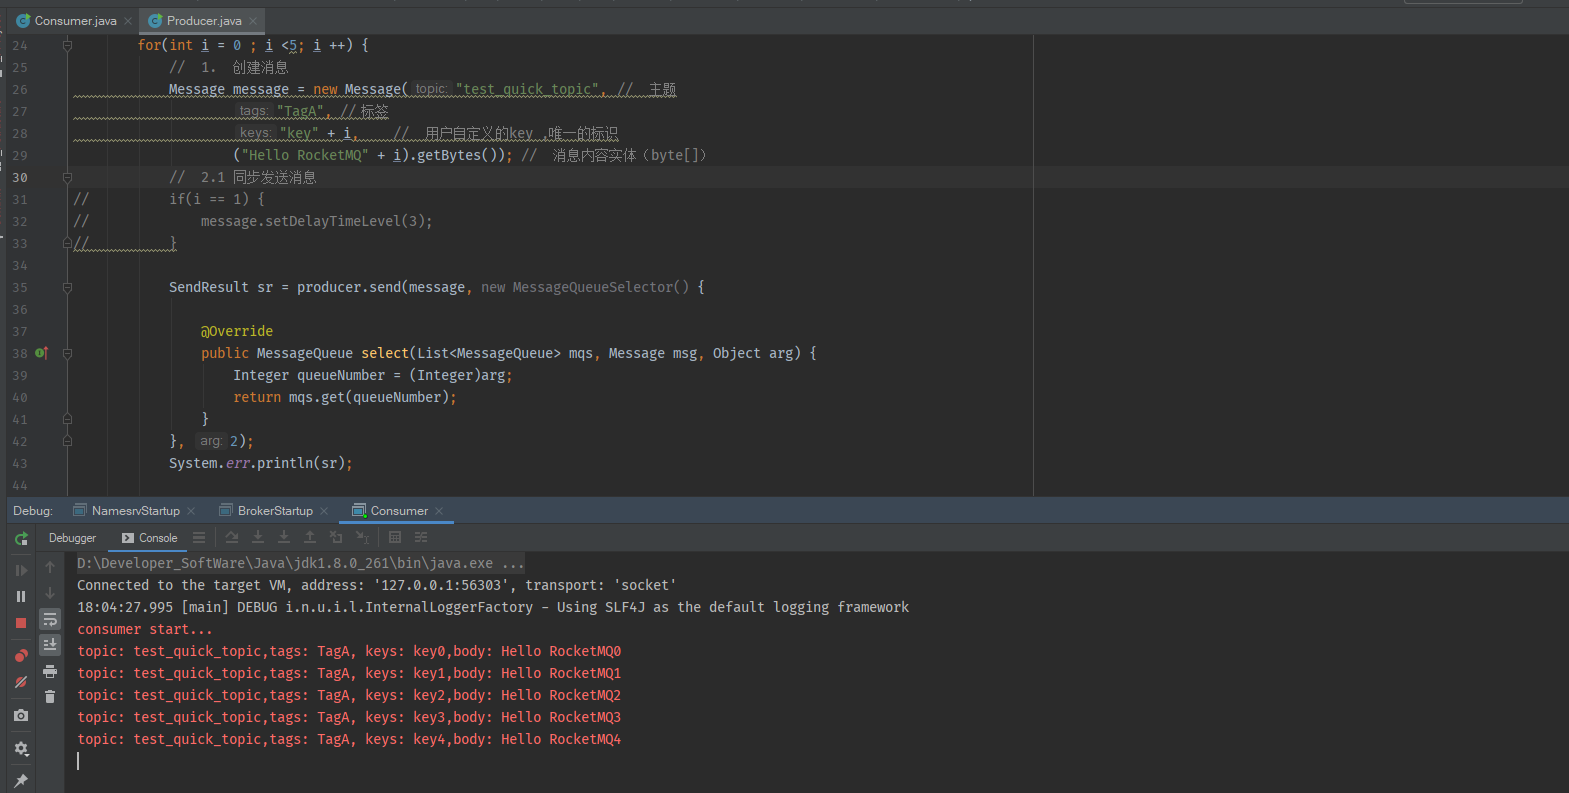 Consumer.java Producer.java
24 for(int i = 0 ; i <5; i ++) {
25 // 1. 创建消息
26 Message message = new Message( topic: "test_quick_topic", // 主题
27 tags: "TagA", // 标签
28 keys: "key" + i, // 用户自定义的key ,唯一的标识
29 ("Hello RocketMQ" + i).getBytes()); // 消息内容实体（byte[]）
30 // 2.1 同步发送消息
31 // if(i == 1) {
32 // message.setDelayTimeLevel(3);
33 // }
34
35 SendResult sr = producer.send(message, new MessageQueueSelector() {
36
37 @Override
38 public MessageQueue select(List<MessageQueue> mqs, Message msg, Object arg) {
39 Integer queueNumber = (Integer)arg;
40 return mqs.get(queueNumber);
41 }
42 }, arg: 2);
43 System.err.println(sr);
44
Debug: NamesrvStartup BrokerStartup Consumer
Debugger Console
D:\Developer_SoftWare\Java\jdk1.8.0_261\bin\java.exe ...
Connected to the target VM, address: '127.0.0.1:56303', transport: 'socket'
18:04:27.995 [main] DEBUG i.n.u.i.l.InternalLoggerFactory - Using SLF4J as the default logging framework
consumer start...
topic: test_quick_topic,tags: TagA, keys: key0,body: Hello RocketMQ0
topic: test_quick_topic,tags: TagA, keys: key1,body: Hello RocketMQ1
topic: test_quick_topic,tags: TagA, keys: key2,body: Hello RocketMQ2
topic: test_quick_topic,tags: TagA, keys: key3,body: Hello RocketMQ3
topic: test_quick_topic,tags: TagA, keys: key4,body: Hello RocketMQ4